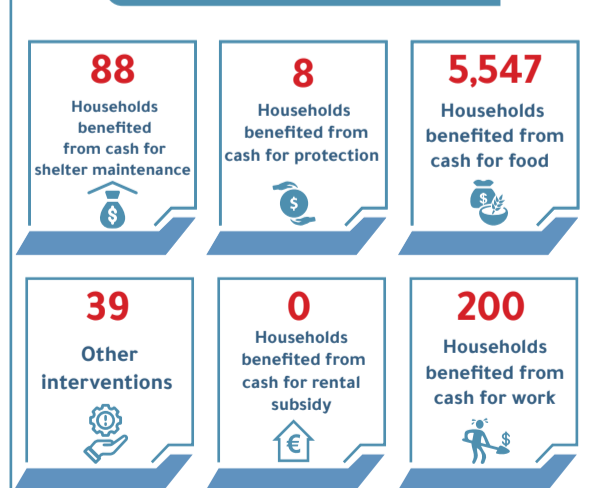 88
Households
benefited
from cash for
shelter maintenance
$
8
Households
benefited from
cash for protection
$
5,547
Households
benefited from
cash for food
$
39
Other
interventions
0
Households
benefited from
cash for rental
subsidy
€
200
Households
benefited from
cash for work
$